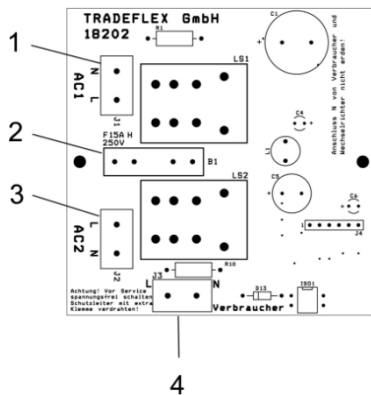 TRADEFLEX GmbH
18202
R1
C1
1
N
L
AC1
J1
LS1
Anschluss N von Verbraucher und
Wechselrichter nicht erden!
C4
L1
2
F15A H
250V
B1
3
L
N
AC2
J2
LS2
C5
C6
1
J4
R10
J3
L
N
Achtung! Vor Service
spannungsfrei schalten
Schutzleiter mit extra
Klemme verdrahten!
Verbraucher
D13
ISO1
4